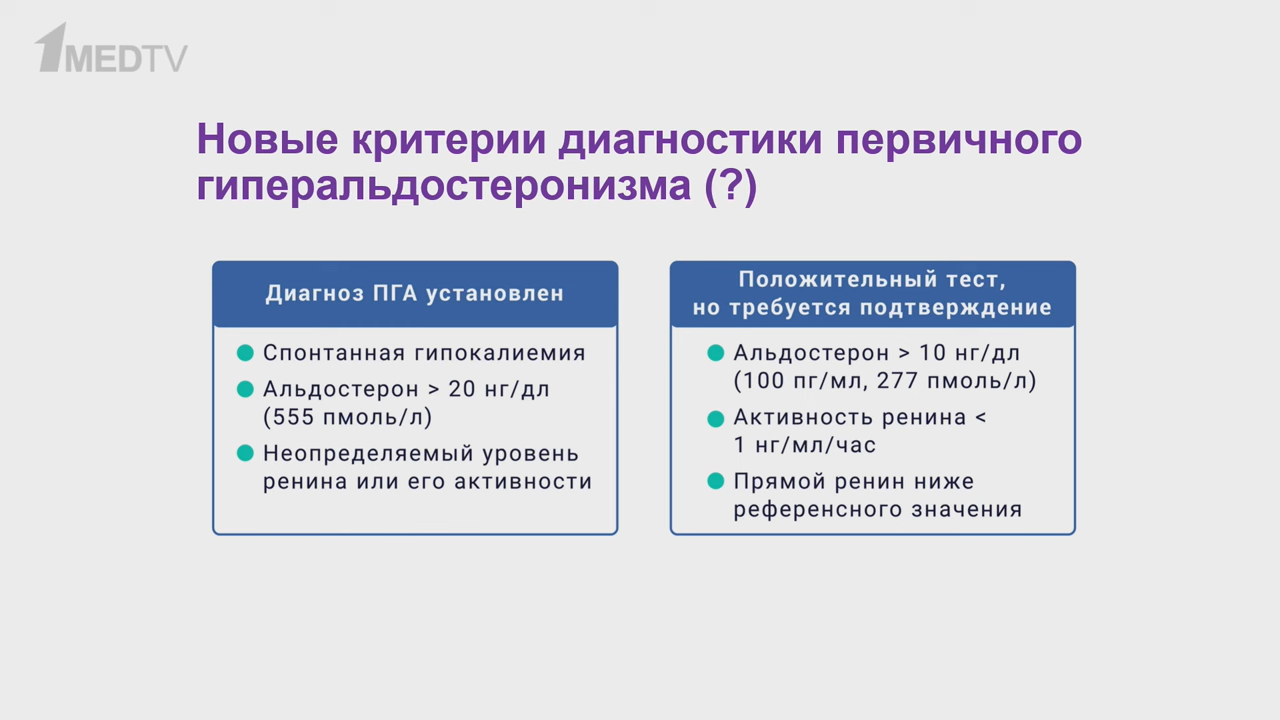 1MEDTV
Новые критерии диагностики первичного
гиперальдостеронизма (?)
Диагноз ПГА установлен
Спонтанная гипокалиемия
Альдостерон > 20 нг/дл
(555 пмоль/л)
Неопределяемый уровень
ренина или его активности
Положительный тест,
но требуется подтверждение
Альдостерон > 10 нг/дл
(100 пг/мл, 277 пмоль/л)
Активность ренина <
1 нг/мл/час
Прямой ренин ниже
референсного значения